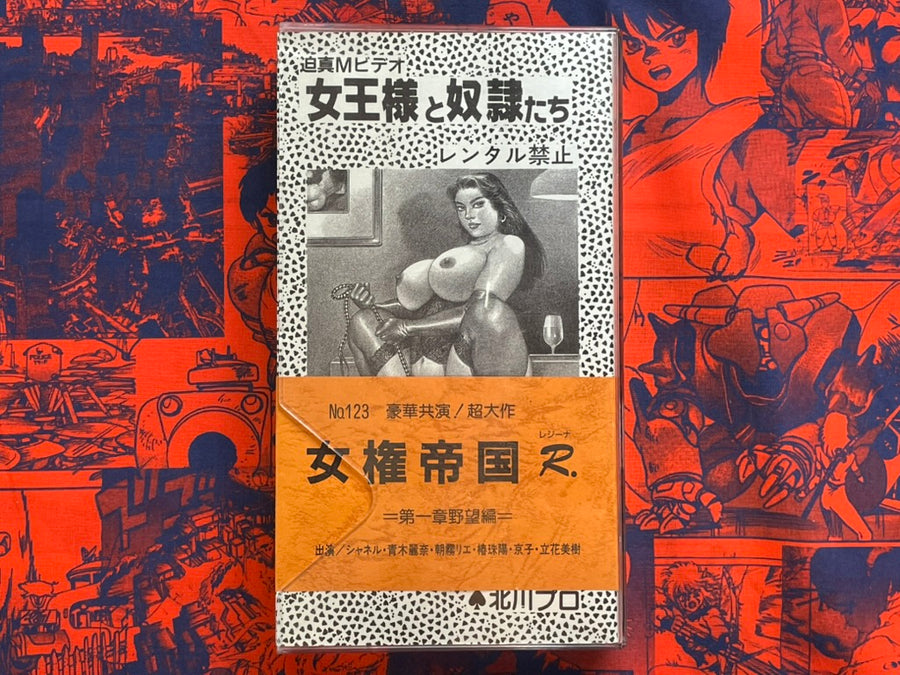 迫真Mビデオ
女王様と奴隷たち
レンタル禁止
No.123 豪華共演！超大作
レジーナ
女権帝国 R.
＝第一章野望編＝
出演／シャネル・青木麗奈・朝霧リエ・椿珠陽・京子・立花美樹
♠北川プロ
POLICE
や